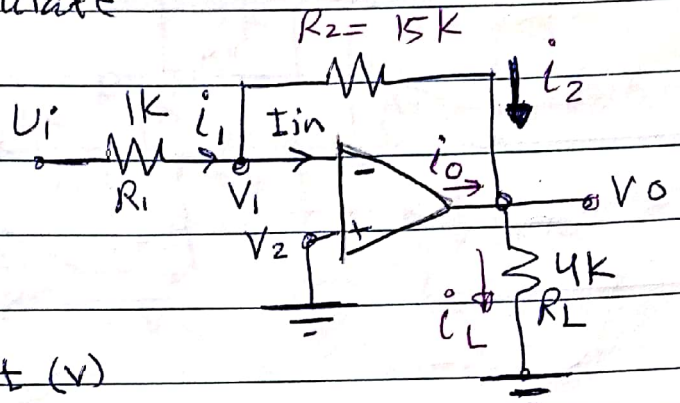 R2= 15K
i2
1K
Ui
i1
Iin
R1
V1
-
iO
VO
V2
+
4K
iL
RL
t (V)